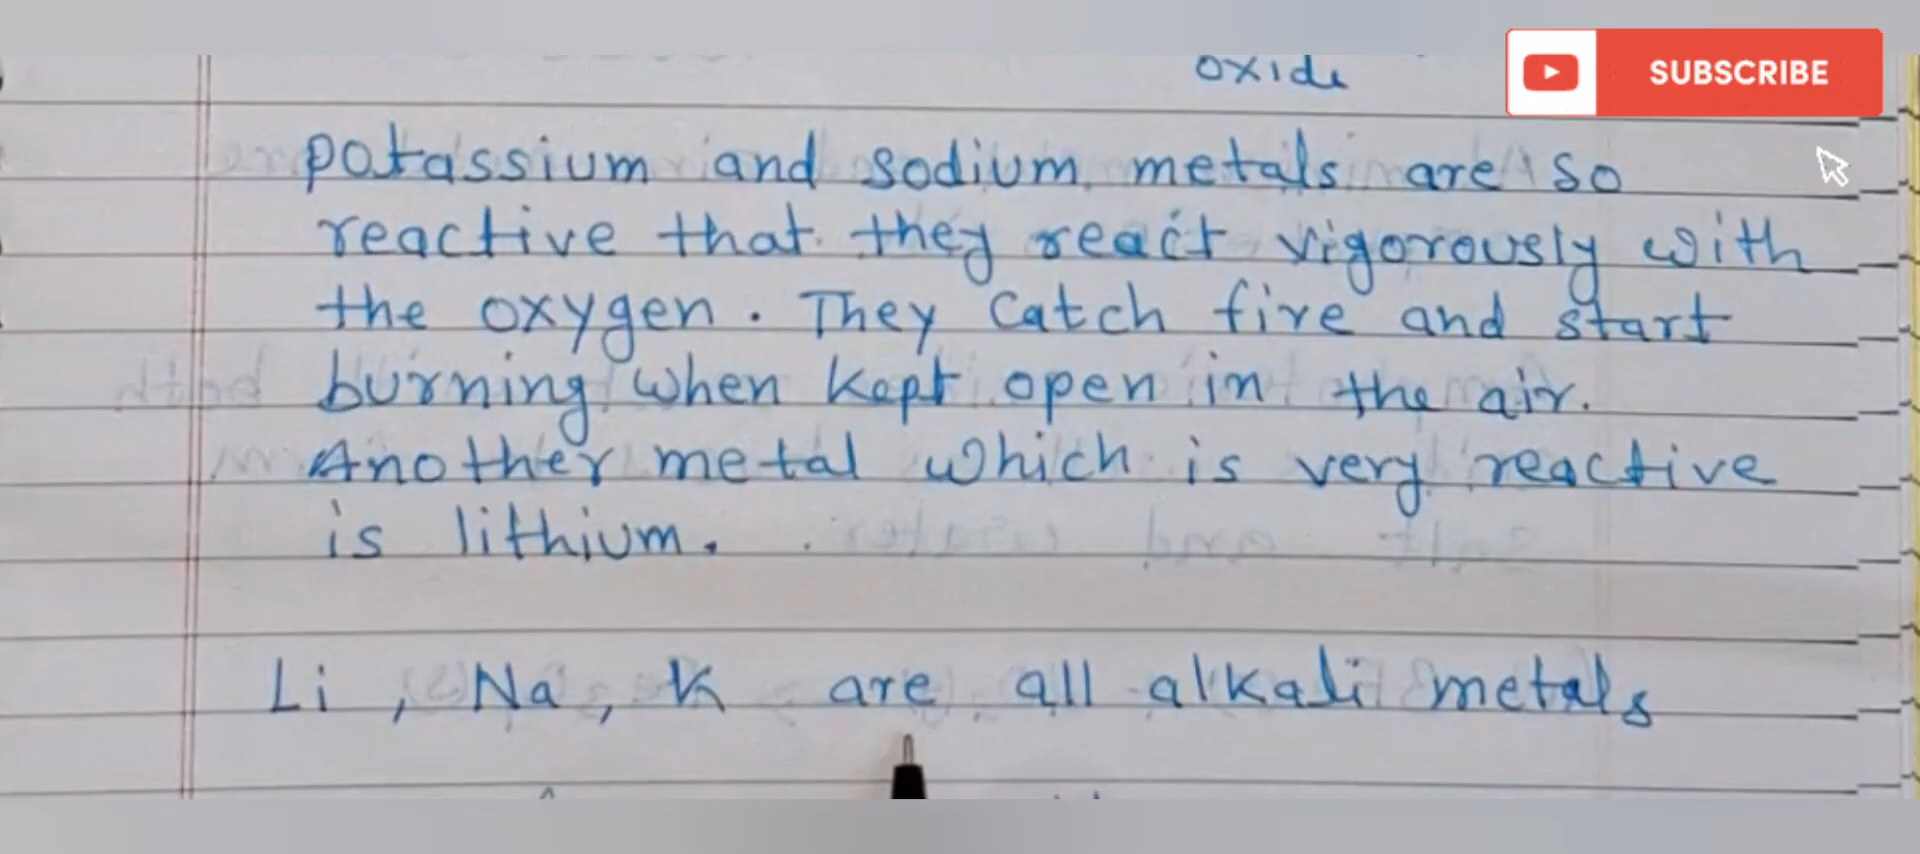 oxide
SUBSCRIBE
potassium and sodium metals are so
reactive that they react vigorously with
the oxygen. They catch fire and start
burning when kept open in the air.
Another metal which is very reactive
is lithium.
Li, Na, K are all alkali metals